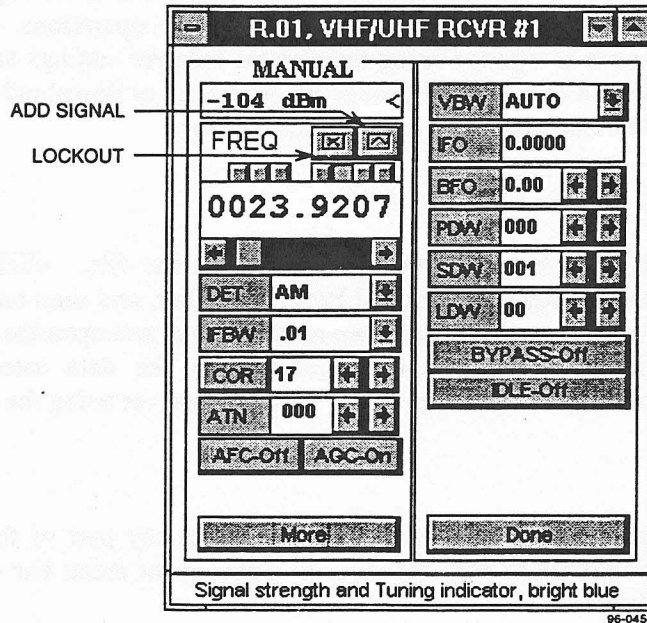 R.01, VHF/UHF RCVR #1
MANUAL
-104 dBm <
ADD SIGNAL
LOCKOUT
FREQ
0023.9207
DET AM
IFBW .01
COR 17
ATN 000
AFC-Off AGC-On
More
VBW AUTO
IFO 0.0000
BFO 0.00
PDW 000
SDW 001
LDW 00
BYPASS-Off
IDLE-Off
Done
Signal strength and Tuning indicator, bright blue
96-045